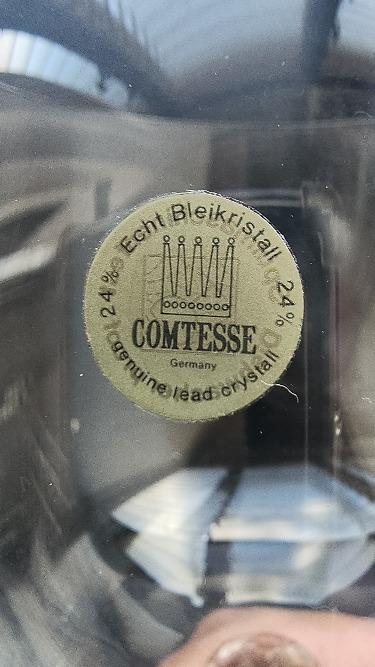 24% Echt Bleikristall 24%
COMTESSE
Germany
genuine lead crystall